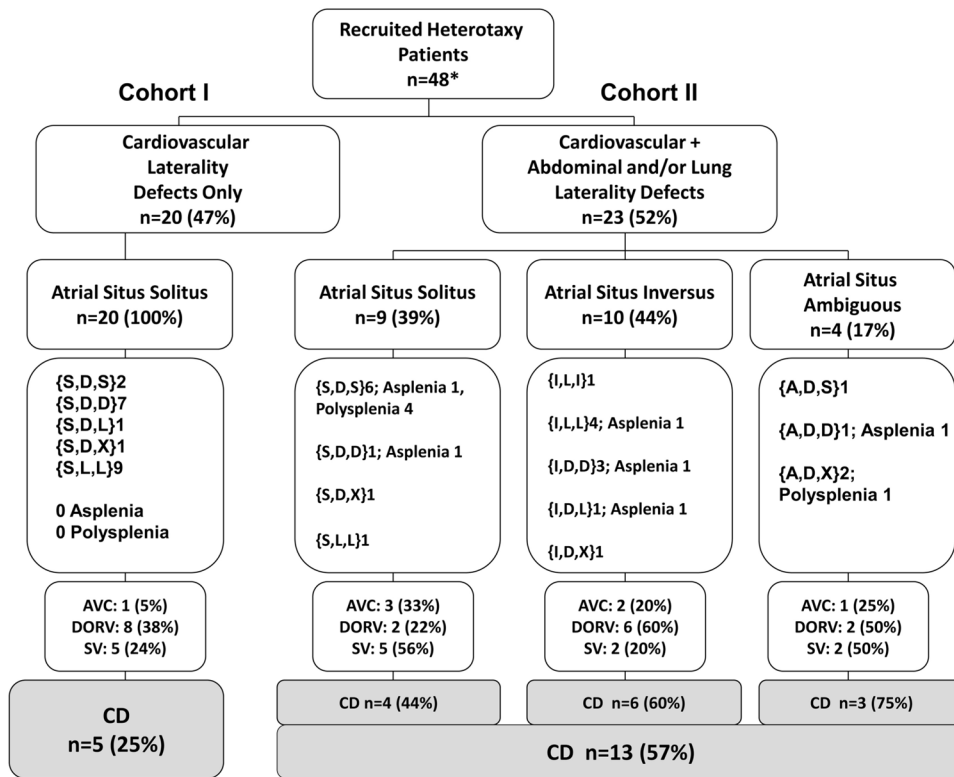 Recruited Heterotaxy
Patients
n=48*
Cohort I
Cohort II
Cardiovascular
Laterality
Defects Only
n=20 (47%)
Cardiovascular +
Abdominal and/or Lung
Laterality Defects
n=23 (52%)
Atrial Situs Solitus
n=20 (100%)
Atrial Situs Solitus
n=9 (39%)
Atrial Situs Inversus
n=10 (44%)
Atrial Situs
Ambiguous
n=4 (17%)
{S,D,S}2
{S,D,D}7
{S,D,L}1
{S,D,X}1
{S,L,L}9
0 Asplenia
0 Polysplenia
{S,D,S}6; Asplenia 1,
Polysplenia 4
{S,D,D}1; Asplenia 1
{S,D,X}1
{S,L,L}1
{I,L,I}1
{I,L,L}4; Asplenia 1
{I,D,D}3; Asplenia 1
{I,D,L}1; Asplenia 1
{I,D,X}1
{A,D,S}1
{A,D,D}1; Asplenia 1
{A,D,X}2;
Polysplenia 1
AVC: 1 (5%)
DORV: 8 (38%)
SV: 5 (24%)
AVC: 3 (33%)
DORV: 2 (22%)
SV: 5 (56%)
AVC: 2 (20%)
DORV: 6 (60%)
SV: 2 (20%)
AVC: 1 (25%)
DORV: 2 (50%)
SV: 2 (50%)
CD
n=5 (25%)
CD n=4 (44%)
CD n=6 (60%)
CD n=3 (75%)
CD n=13 (57%)